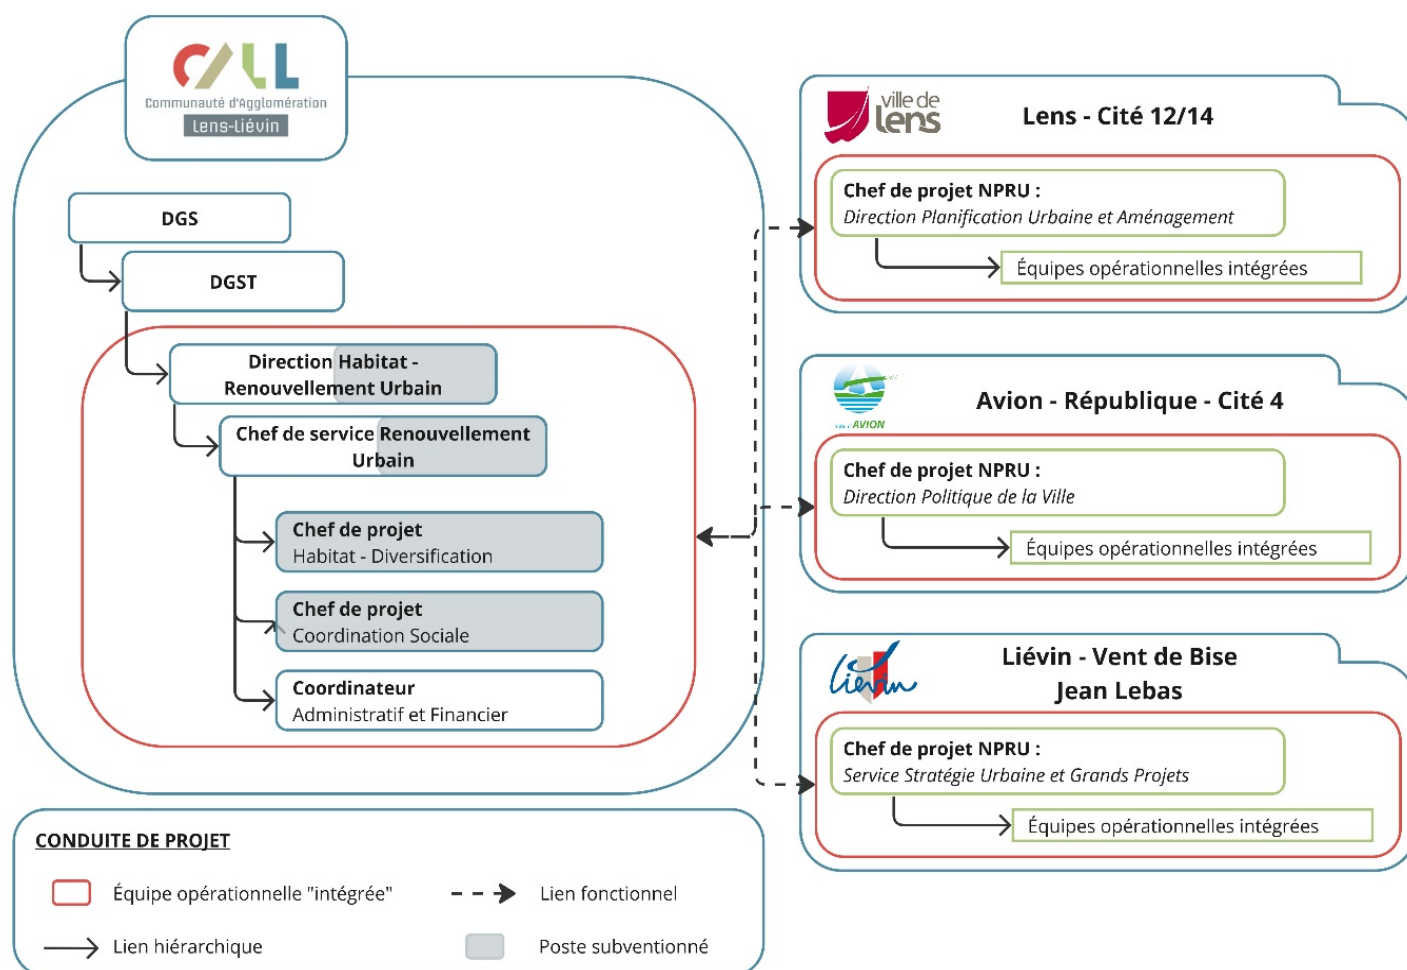 CALL
Communauté d'Agglomération
Lens-Liévin
DGS
DGST
Direction Habitat -
Renouvellement Urbain
Chef de service Renouvellement
Urbain
Chef de projet
Habitat - Diversification
Chef de projet
Coordination Sociale
Coordinateur
Administratif et Financier
ville de
lens
Lens - Cité 12/14
Chef de projet NPRU :
Direction Planification Urbaine et Aménagement
Équipes opérationnelles intégrées
AVION
Avion - République - Cité 4
Chef de projet NPRU :
Direction Politique de la Ville
Équipes opérationnelles intégrées
Liévin
Liévin - Vent de Bise
Jean Lebas
Chef de projet NPRU :
Service Stratégie Urbaine et Grands Projets
Équipes opérationnelles intégrées
CONDUITE DE PROJET
Équipe opérationnelle "intégrée"
Lien fonctionnel
Lien hiérarchique
Poste subventionné